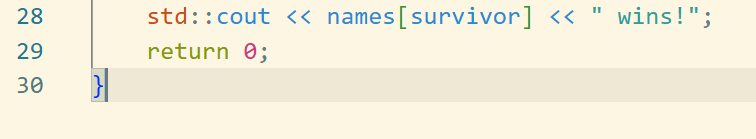 28 std::cout << names[survivor] << " wins!";
29 return 0;
30 }